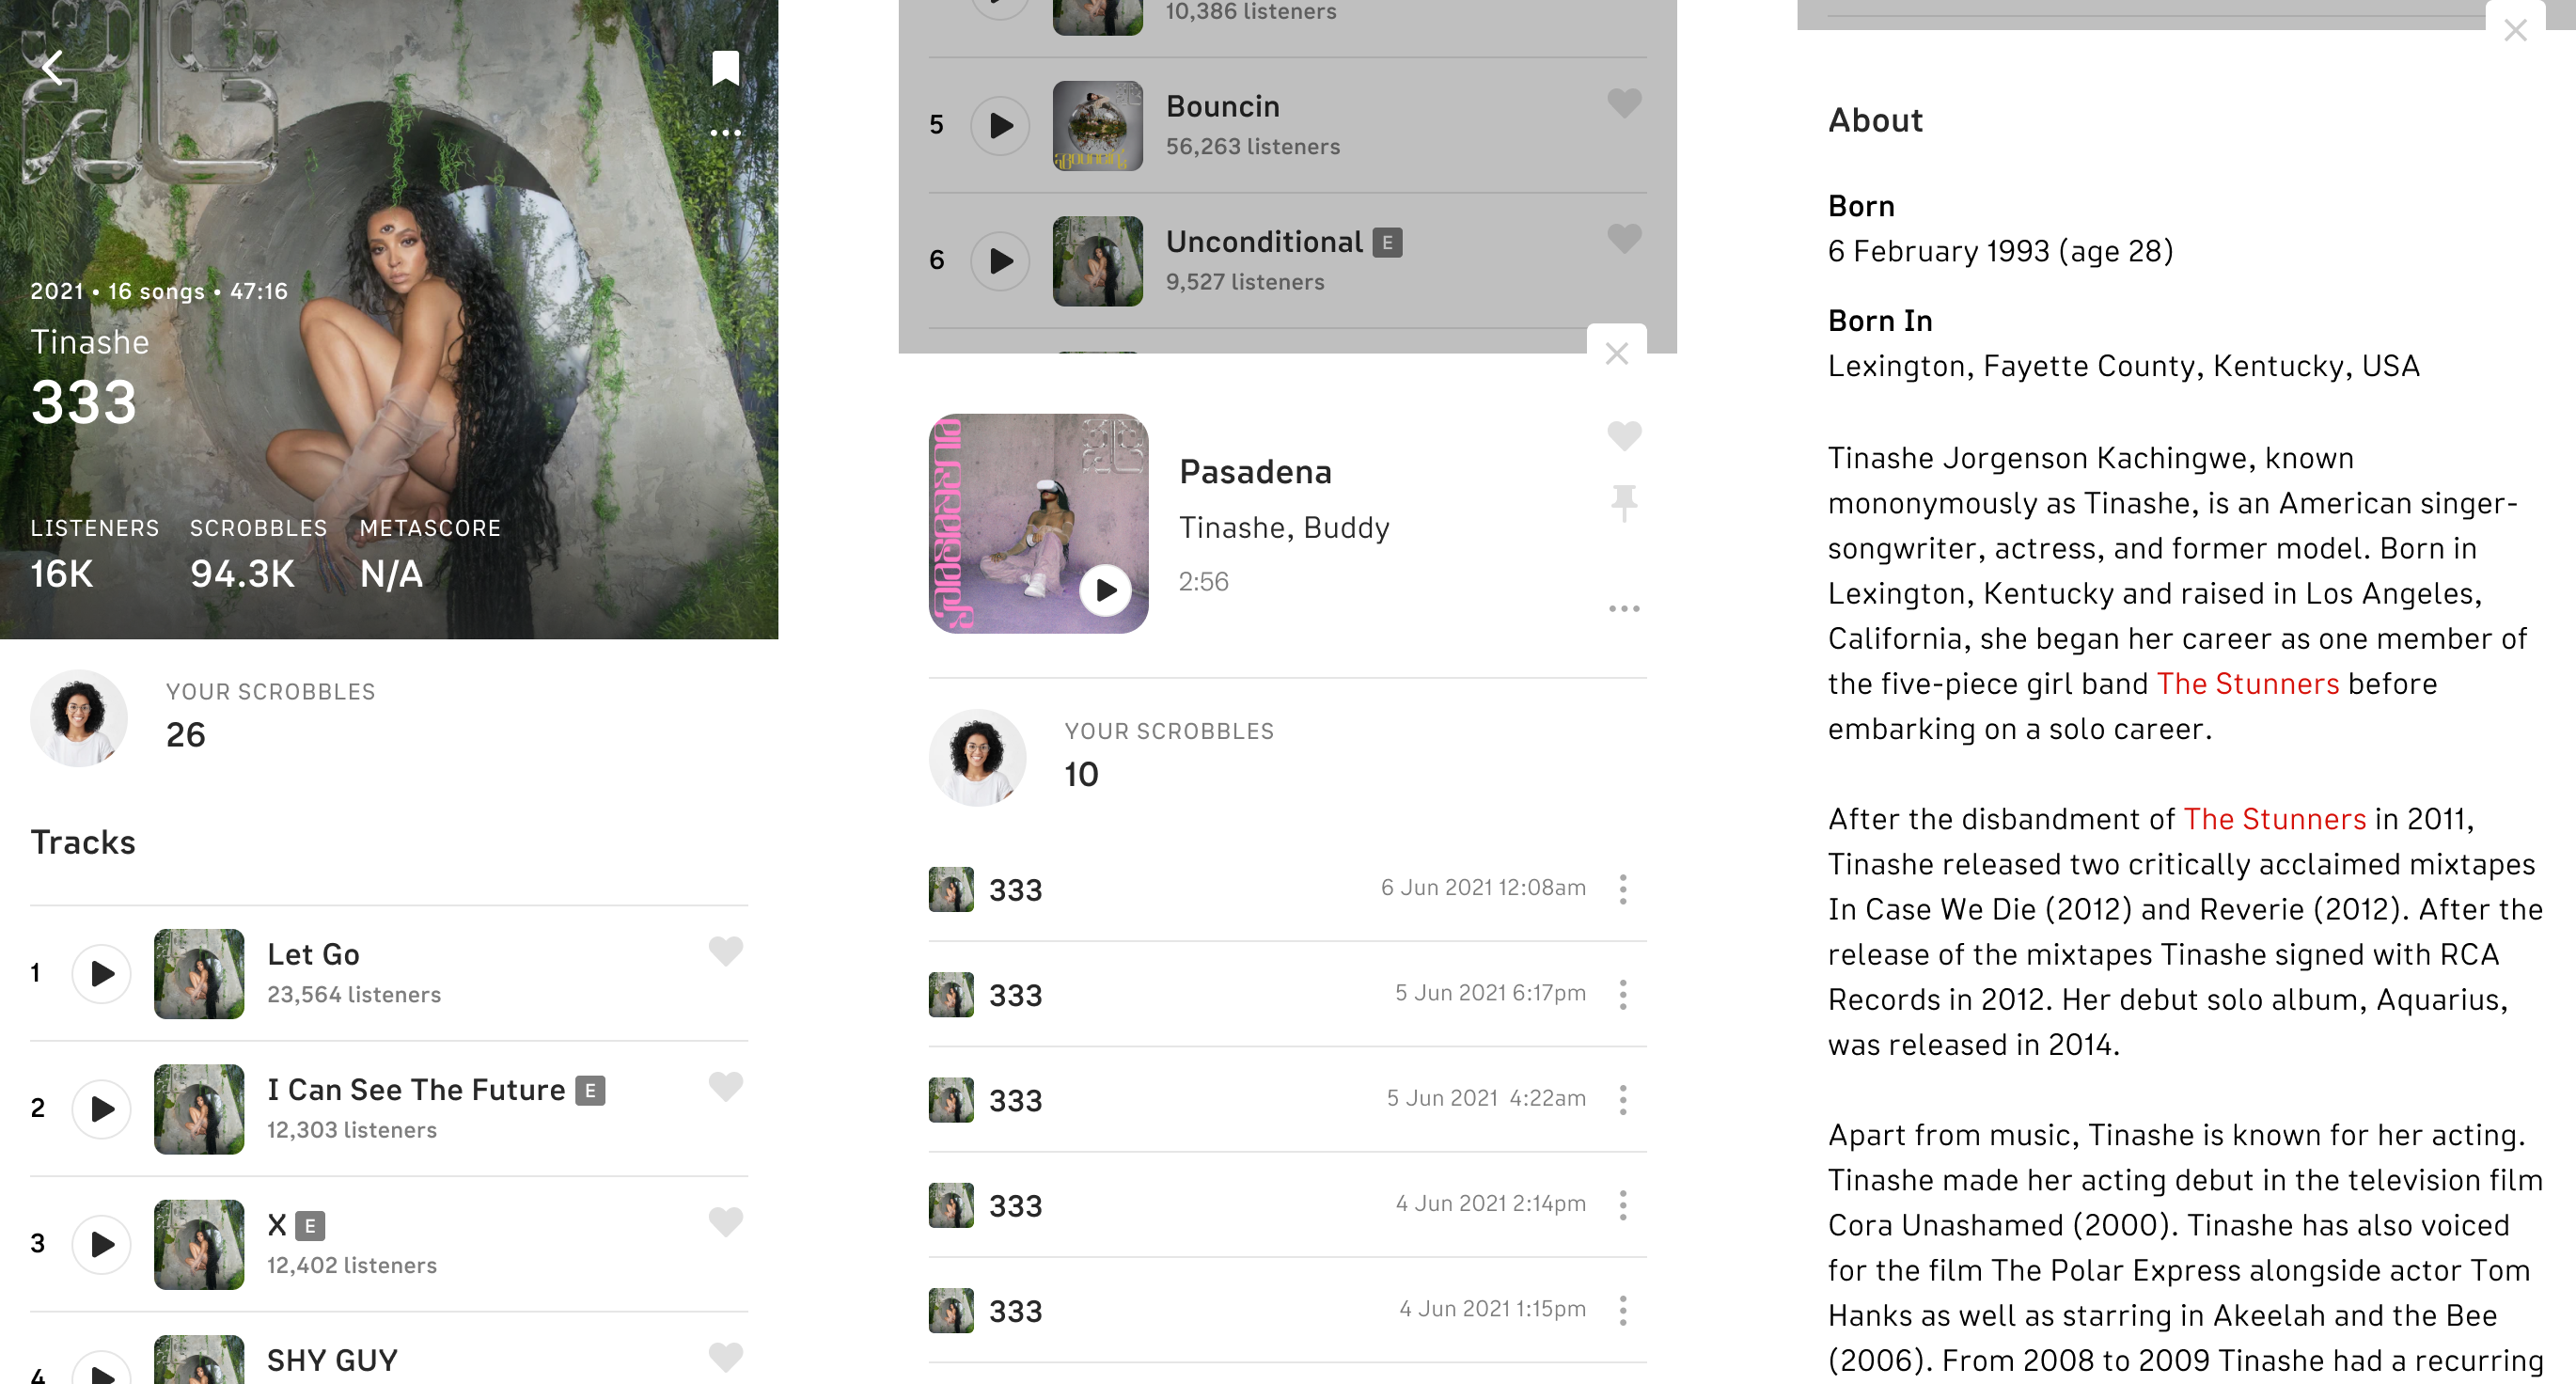 2021 • 16 songs • 47:16
Tinashe
333
LISTENERS SCROBBLES METASCORE
16K 94.3K N/A
YOUR SCROBBLES
26
Tracks
1 Let Go
23,564 listeners
2 I Can See The Future E
12,303 listeners
3 X E
12,402 listeners
4 SHY GUY
10,386 listeners
5 Bouncin
56,263 listeners
6 Unconditional E
9,527 listeners
Pasadena
Tinashe, Buddy
2:56
YOUR SCROBBLES
10
333 6 Jun 2021 12:08am
333 5 Jun 2021 6:17pm
333 5 Jun 2021 4:22am
333 4 Jun 2021 2:14pm
333 4 Jun 2021 1:15pm
About
Born
6 February 1993 (age 28)
Born In
Lexington, Fayette County, Kentucky, USA
Tinashe Jorgenson Kachingwe, known
mononymously as Tinashe, is an American singer-
songwriter, actress, and former model. Born in
Lexington, Kentucky and raised in Los Angeles,
California, she began her career as one member of
the five-piece girl band The Stunners before
embarking on a solo career.
After the disbandment of The Stunners in 2011,
Tinashe released two critically acclaimed mixtapes
In Case We Die (2012) and Reverie (2012). After the
release of the mixtapes Tinashe signed with RCA
Records in 2012. Her debut solo album, Aquarius,
was released in 2014.
Apart from music, Tinashe is known for her acting.
Tinashe made her acting debut in the television film
Cora Unashamed (2000). Tinashe has also voiced
for the film The Polar Express alongside actor Tom
Hanks as well as starring in Akeelah and the Bee
(2006). From 2008 to 2009 Tinashe had a recurring